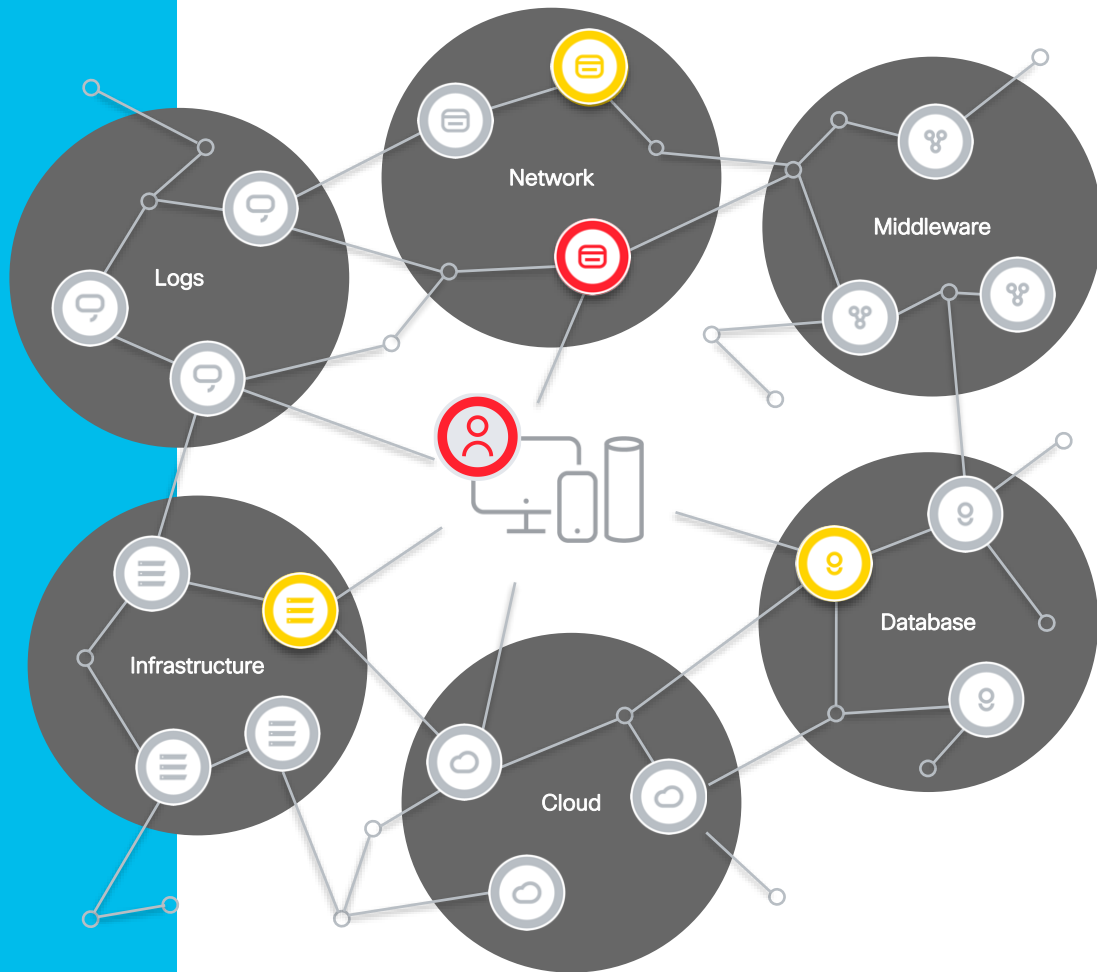 Network
Middleware
Logs
Database
Infrastructure
Cloud